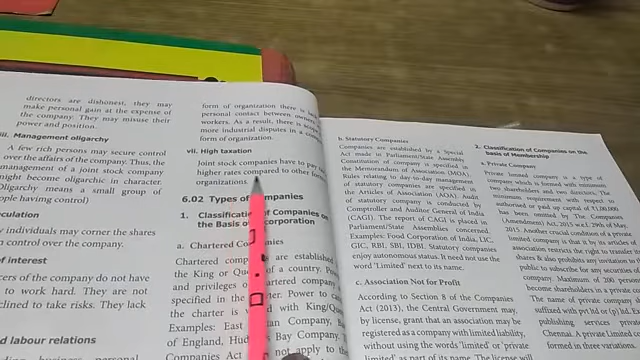 directors are dishonest, they may
make personal gain at the expense of
the company. They may misuse their
power and position.
iii. Management oligarchy
A few rich persons may secure control
over the affairs of the company. Thus, the
management of a joint stock company
might become oligarchic in character.
Oligarchy means a small group of
people having control)
individuals may corner the shares
control over the company.
of interest
of the company do not have
to work hard. They are not
inclined to take risks. They lack
labour relations
form of organization there is
personal contact between
workers. As a result, there is
more industrial disputes in a
form of organization.
vii. High taxation
Joint stock companies have to pay
higher rates compared to other
organizations.
6.02 Types of Companies
1. Classification of Companies on
the Basis of Incorporation
a. Chartered Companies
Chartered are established
the King or of a country.
and privileges of chartered company
specified in the Power to
the charter is with King/
Examples: East Company,
of England, Bay Company.
Companies Act not apply to the
b. Statutory Companies
Companies are established by a Special
Act made in Parliament/State Assembly.
Constitution of company is specified in
the Memorandum of Association (MOA).
Rules relating to day-to-day management
of statutory companies are specified in
the Articles of Association (AOA). Audit
of statutory company is conducted by
Comptroller and Auditor General of India
(CAGI). The report of CAGI is placed in
Parliament/State Assemblies concerned.
Examples: Food Corporation of India, LIC,
GIC, RBI, SBI, IDBI. Statutory Companies
enjoy autonomous status. It need not use the
word 'Limited' next to its name.
c. Association Not for Profit
According to Section 8 of the Companies
Act (2013), the Central Government may,
by license, grant that an association may
be registered as a company with limited liability,
without using the words 'limited' or 'private
limited' as part of its name. The license will
2. Classification of Companies on the
basis of Membership
a. Private Company
Private limited company is a type of
company which is formed with minimum
two shareholders and two directors. The
minimum requirement with respect to
authorised or paid up capital of
has been omitted by The Companies
(Amendment) Act, 2015 w.e.f. 29th of May,
2015. Another crucial condition of a private
limited company is that it by its articles of
association restricts the right to transfer its
shares & also prohibits any invitation to the
public to subscribe for any securities of the
company. Maximum of 200 persons
become shareholders in a private
The name of private company
suffixed with pvt ltd or (p) ltd.
publishing services private
Chennai. A private limited
formed in three variations.